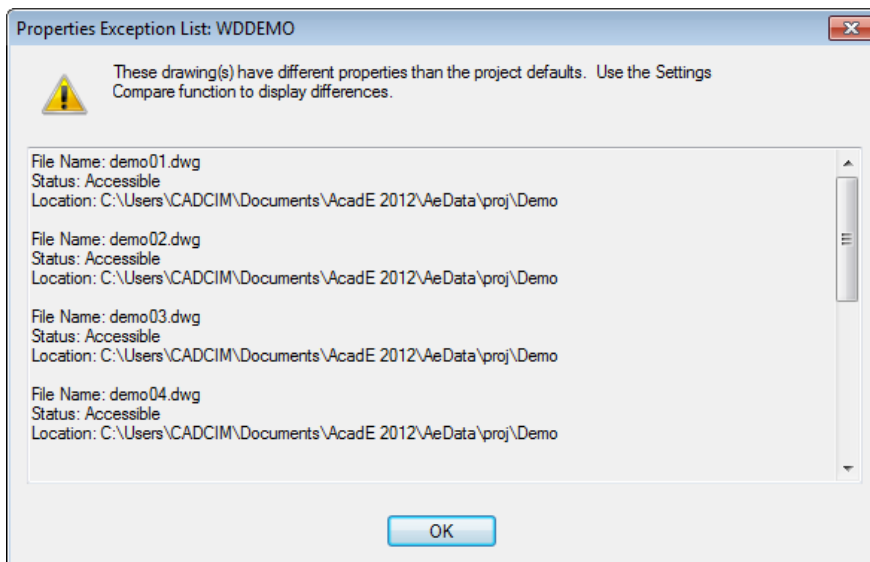 Properties Exception List: WDDEMO
These drawing(s) have different properties than the project defaults.  Use the Settings
Compare function to display differences.
File Name: demo01.dwg
Status: Accessible
Location: C:\Users\CADCIM\Documents\AcadE 2012\AeData\proj\Demo
File Name: demo02.dwg
Status: Accessible
Location: C:\Users\CADCIM\Documents\AcadE 2012\AeData\proj\Demo
File Name: demo03.dwg
Status: Accessible
Location: C:\Users\CADCIM\Documents\AcadE 2012\AeData\proj\Demo
File Name: demo04.dwg
Status: Accessible
Location: C:\Users\CADCIM\Documents\AcadE 2012\AeData\proj\Demo
OK